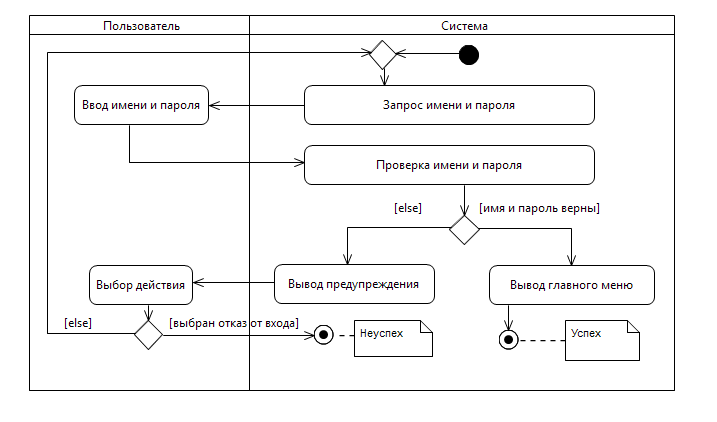 Пользователь
Система
Ввод имени и пароля
Запрос имени и пароля
Проверка имени и пароля
[else]
[имя и пароль верны]
Выбор действия
Вывод предупреждения
Вывод главного меню
[else]
[выбран отказ от входа]
Неуспех
Успех